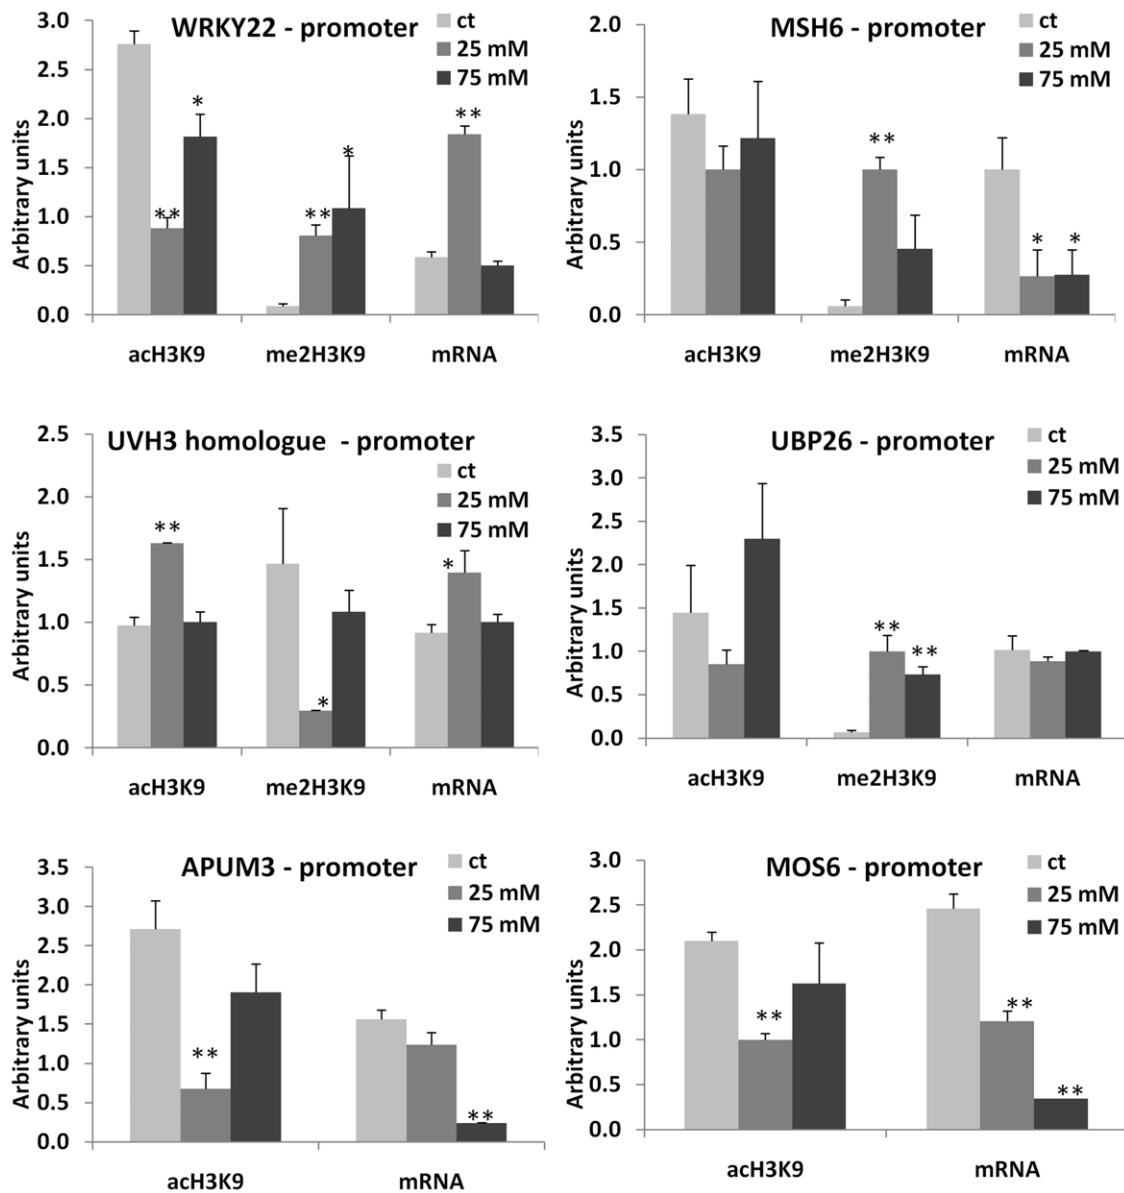 WRKY22 - promoter
ct
25 mM
75 mM
Arbitrary units
3.0
2.5
2.0
1.5
1.0
0.5
0.0
**
*
**
*
**
acH3K9
me2H3K9
mRNA
MSH6 - promoter
ct
25 mM
75 mM
Arbitrary units
2.0
1.5
1.0
0.5
0.0
**
*
*
acH3K9
me2H3K9
mRNA
UVH3 homologue - promoter
ct
25 mM
75 mM
Arbitrary units
2.5
2.0
1.5
1.0
0.5
0.0
**
*
*
acH3K9
me2H3K9
mRNA
UBP26 - promoter
ct
25 mM
75 mM
Arbitrary units
3.5
3.0
2.5
2.0
1.5
1.0
0.5
0.0
**
**
acH3K9
me2H3K9
mRNA
APUM3 - promoter
ct
25 mM
75 mM
Arbitrary units
3.5
3.0
2.5
2.0
1.5
1.0
0.5
0.0
**
**
acH3K9
mRNA
MOS6 - promoter
ct
25 mM
75 mM
Arbitrary units
3.0
2.5
2.0
1.5
1.0
0.5
0.0
**
**
**
acH3K9
mRNA